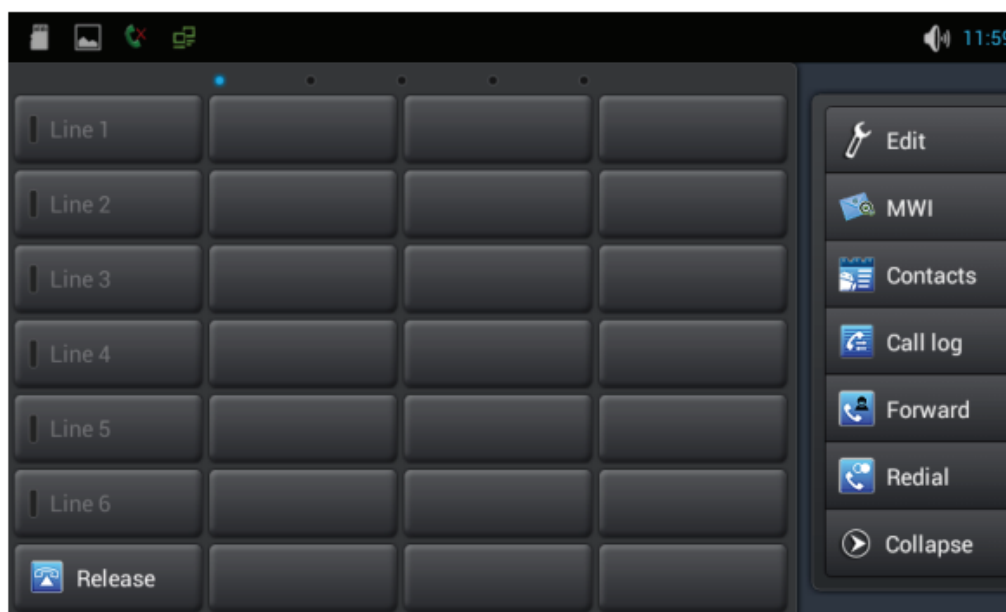 11:59
Line 1
Line 2
Line 3
Line 4
Line 5
Line 6
Release
Edit
MWI
Contacts
Call log
Forward
Redial
Collapse